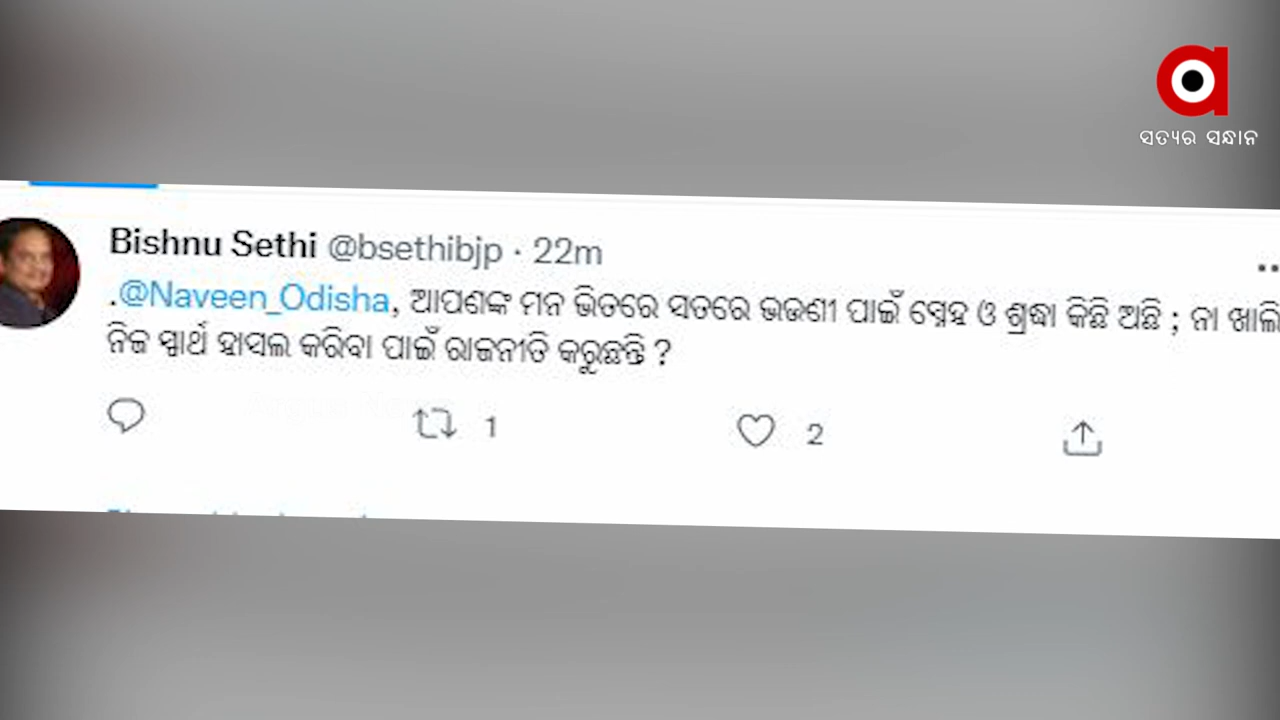 ସତ୍ୟର ସନ୍ଧାନ
Bishnu Sethi @bsethibjp · 22m
.@Naveen_Odisha, ଆପଣଙ୍କ ମନ ଭିତରେ ସତରେ ଭଉଣୀ ପାଇଁ ସ୍ନେହ ଓ ଶ୍ରଦ୍ଧା କିଛି ଅଛି ; ନା ଖାଲି
ନିଜ ସ୍ୱାର୍ଥ ହାସଲ କରିବା ପାଇଁ ରାଜନୀତି କରୁଛନ୍ତି ?
1 2